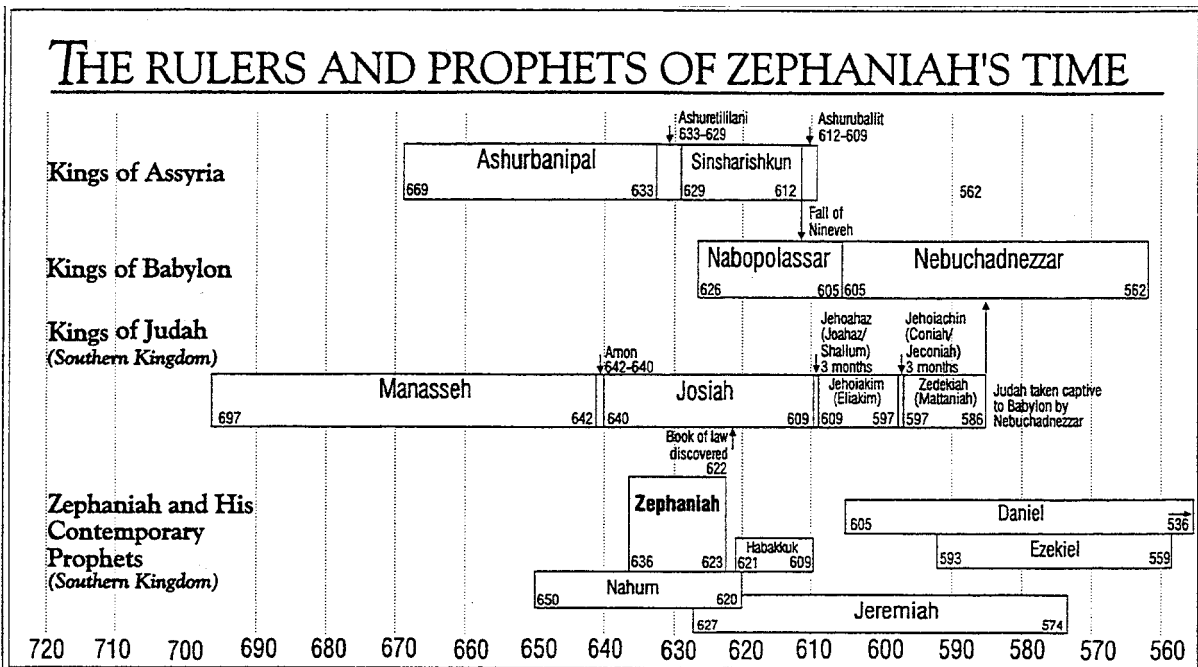 THE RULERS AND PROPHETS OF ZEPHANIAH'S TIME
Kings of Assyria
Ashuretililani
633–629
Ashuruballit
612–609
Ashurbanipal
669 633
Sinsharishkun
629 612
562
Fall of
Nineveh
Kings of Babylon
Nabopolassar
626 605
Nebuchadnezzar
605 562
Kings of Judah
(Southern Kingdom)
Amon
642–640
Jehoahaz
(Joahaz/
Shallum)
3 months
Jehoiachin
(Coniah/
Jeconiah)
3 months
Manasseh
697 642
Josiah
640 609
Jehoiakim
(Eliakim)
609 597
Zedekiah
(Mattaniah)
597 586
Judah taken captive
to Babylon by
Nebuchadnezzar
Book of law
discovered
622
Zephaniah and His
Contemporary
Prophets
(Southern Kingdom)
Zephaniah
636 623
Habakkuk
621 609
Nahum
650 620
Jeremiah
627 574
Daniel
605 536
Ezekiel
593 559
720 710 700 690 680 670 660 650 640 630 620 610 600 590 580 570 560